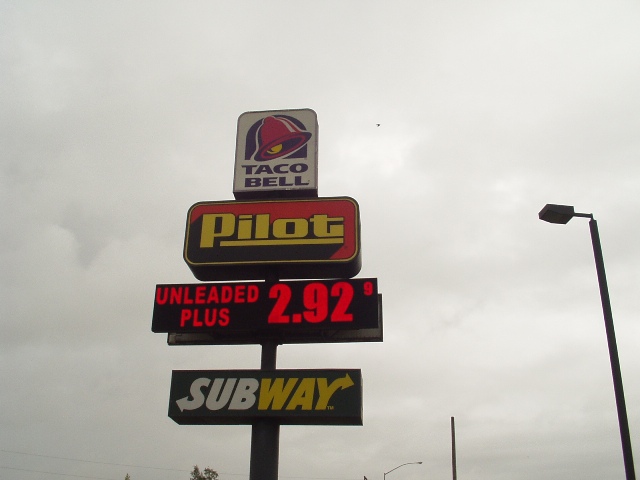 TACO
BELL
Pilot
UNLEADED
PLUS 2.92 9
SUBWAY